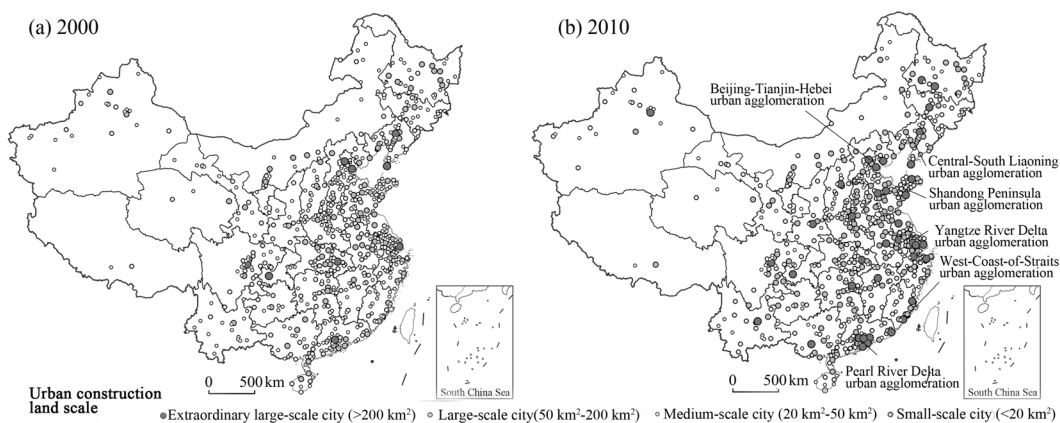 (a) 2000
(b) 2010
Beijing-Tianjin-Hebei
urban agglomeration
Central-South Liaoning
urban agglomeration
Shandong Peninsula
urban agglomeration
Yangtze River Delta
urban agglomeration
West-Coast-of-Straits
urban agglomeration
Pearl River Delta
urban agglomeration
0 500 km
South China Sea
0 500 km
South China Sea
Urban construction
land scale
Extraordinary large-scale city (>200 km²)
Large-scale city(50 km²-200 km²)
Medium-scale city (20 km²-50 km²)
Small-scale city (<20 km²)